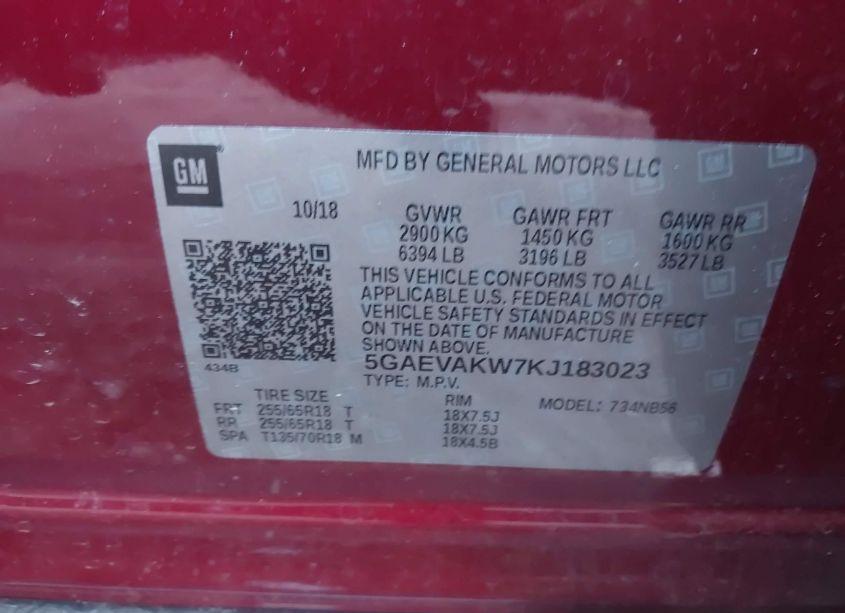 GM
MFD BY GENERAL MOTORS LLC
10/18
GVWR GAWR FRT GAWR RR
2900 KG 1450 KG 1600 KG
6394 LB 3196 LB 3527 LB
THIS VEHICLE CONFORMS TO ALL
APPLICABLE U.S. FEDERAL MOTOR
VEHICLE SAFETY STANDARDS IN EFFECT
ON THE DATE OF MANUFACTURE
SHOWN ABOVE.
434B
5GAEVAKW7KJ183023
TYPE: M.P.V.
TIRE SIZE RIM MODEL: 734NB56
FRT 255/65R18 T 18X7.5J
RR 255/65R18 T 18X7.5J
SPA T135/70R18 M 18X4.5B